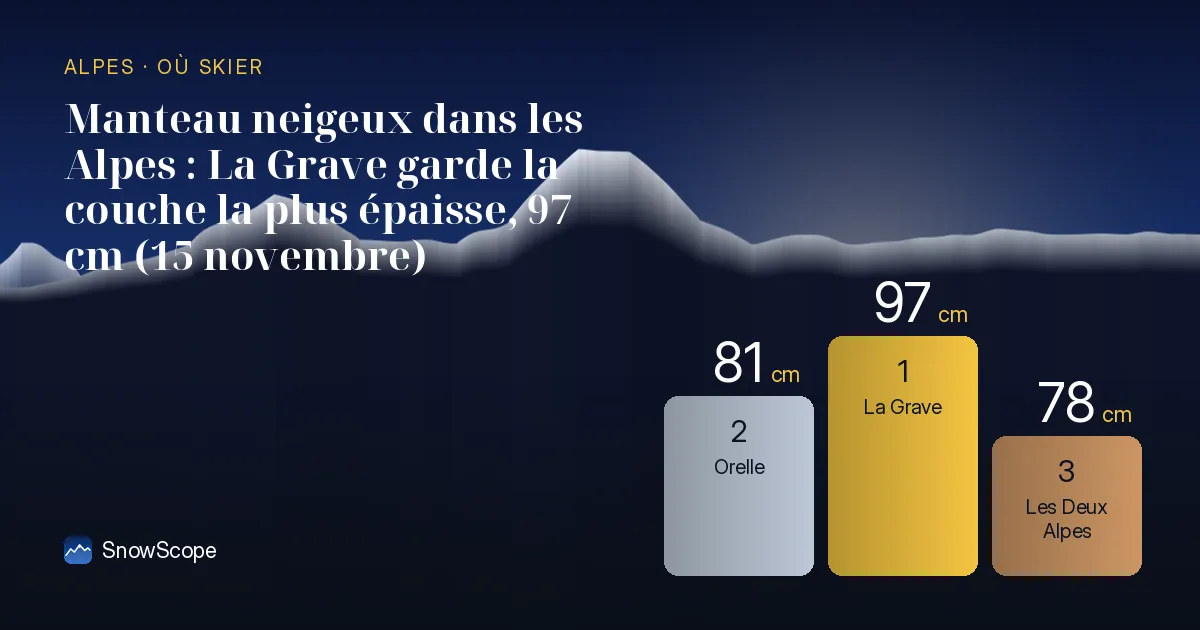 ALPES · OÙ SKIER
Manteau neigeux dans les
Alpes : La Grave garde la
couche la plus épaisse, 97
cm (15 novembre)
97 cm
1
La Grave
81 cm
2
Orelle
78 cm
3
Les Deux
Alpes
SnowScope